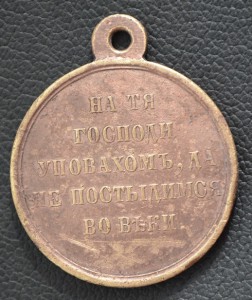 НА ТЯ
ГОСПОДИ
УПОВАХОМЪ, ДА
НЕ ПОСТЫДИМСЯ
ВО ВѢКИ.